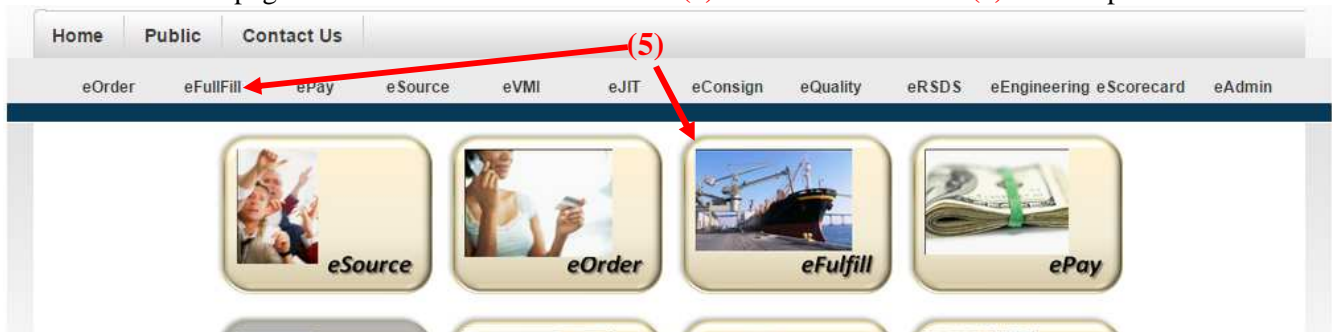 Home Public Contact Us
(5)
eOrder eFullFill ePay eSource eVMI eJIT eConsign eQuality eRSDS eEngineering eScorecard eAdmin
eSource eOrder eFulfill ePay